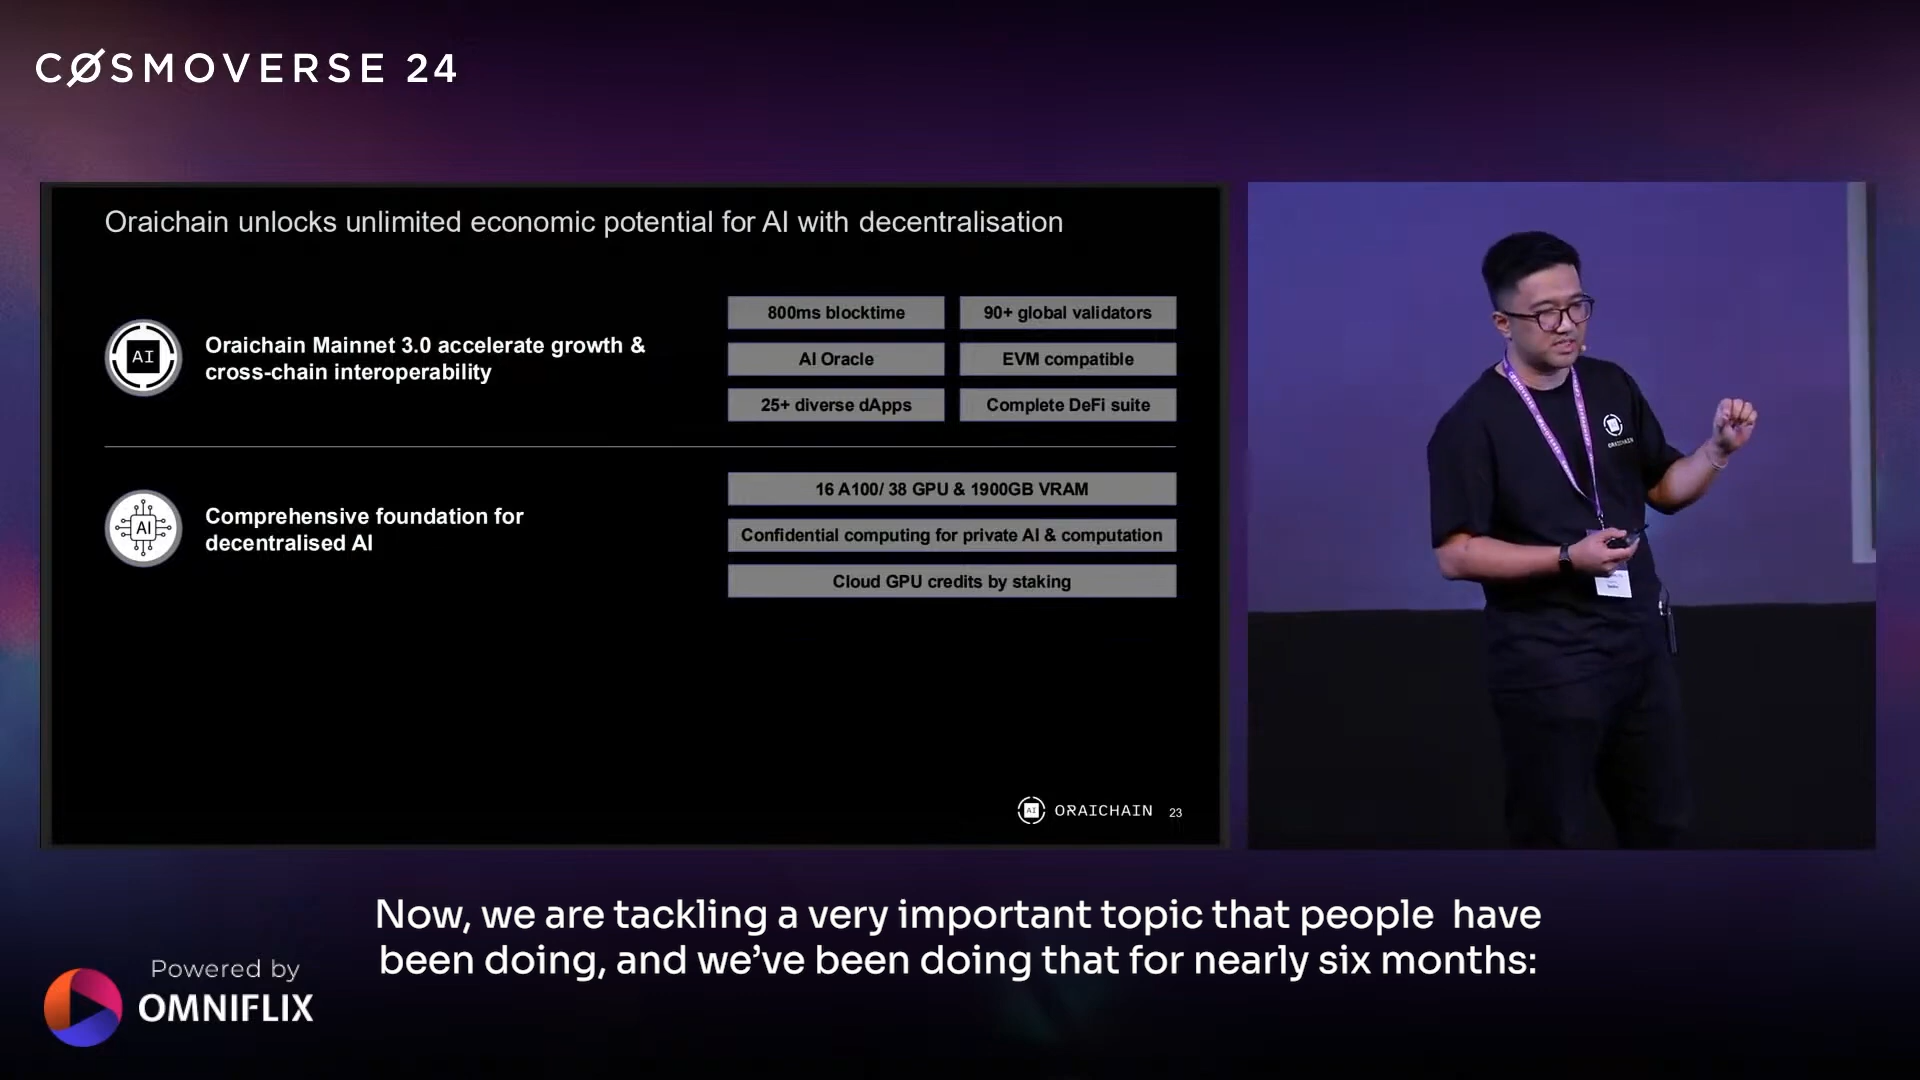 CØSMOVERSE 24
Oraichain unlocks unlimited economic potential for AI with decentralisation
AI
Oraichain Mainnet 3.0 accelerate growth &
cross-chain interoperability
800ms blocktime
90+ global validators
AI Oracle
EVM compatible
25+ diverse dApps
Complete DeFi suite
AI
Comprehensive foundation for
decentralised AI
16 A100/ 38 GPU & 1900GB VRAM
Confidential computing for private AI & computation
Cloud GPU credits by staking
AI ORAICHAIN 23
ORAICHAIN
CØSMOVERSE
Now, we are tackling a very important topic that people have
been doing, and we’ve been doing that for nearly six months:
Powered by
OMNIFLIX